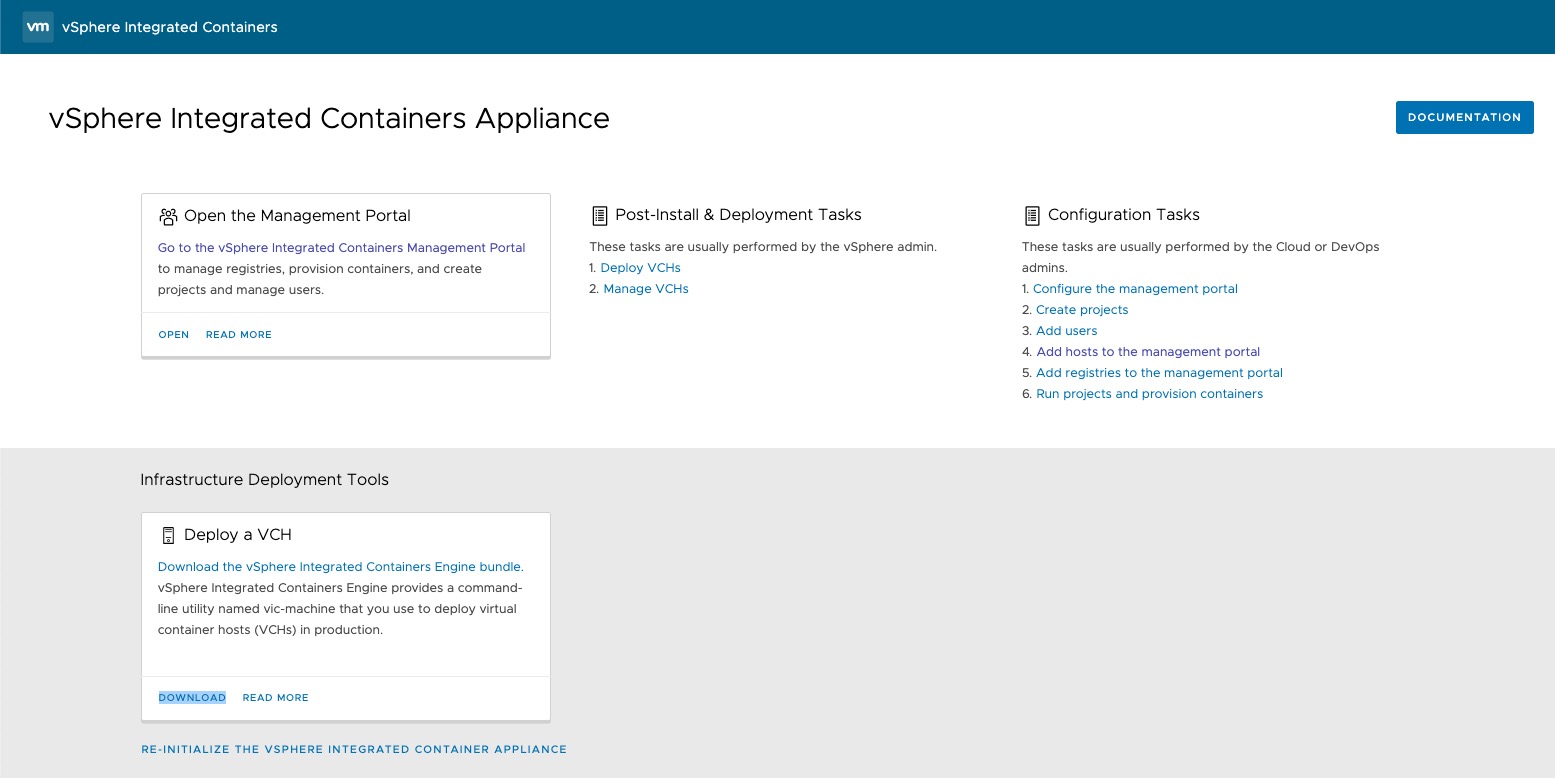 vm vSphere Integrated Containers
vSphere Integrated Containers Appliance
DOCUMENTATION
Open the Management Portal
Go to the vSphere Integrated Containers Management Portal
to manage registries, provision containers, and create
projects and manage users.
OPEN READ MORE
Post-Install & Deployment Tasks
These tasks are usually performed by the vSphere admin.
1. Deploy VCHs
2. Manage VCHs
Configuration Tasks
These tasks are usually performed by the Cloud or DevOps
admins.
1. Configure the management portal
2. Create projects
3. Add users
4. Add hosts to the management portal
5. Add registries to the management portal
6. Run projects and provision containers
Infrastructure Deployment Tools
Deploy a VCH
Download the vSphere Integrated Containers Engine bundle.
vSphere Integrated Containers Engine provides a command-
line utility named vic-machine that you use to deploy virtual
container hosts (VCHs) in production.
DOWNLOAD READ MORE
RE-INITIALIZE THE VSPHERE INTEGRATED CONTAINER APPLIANCE